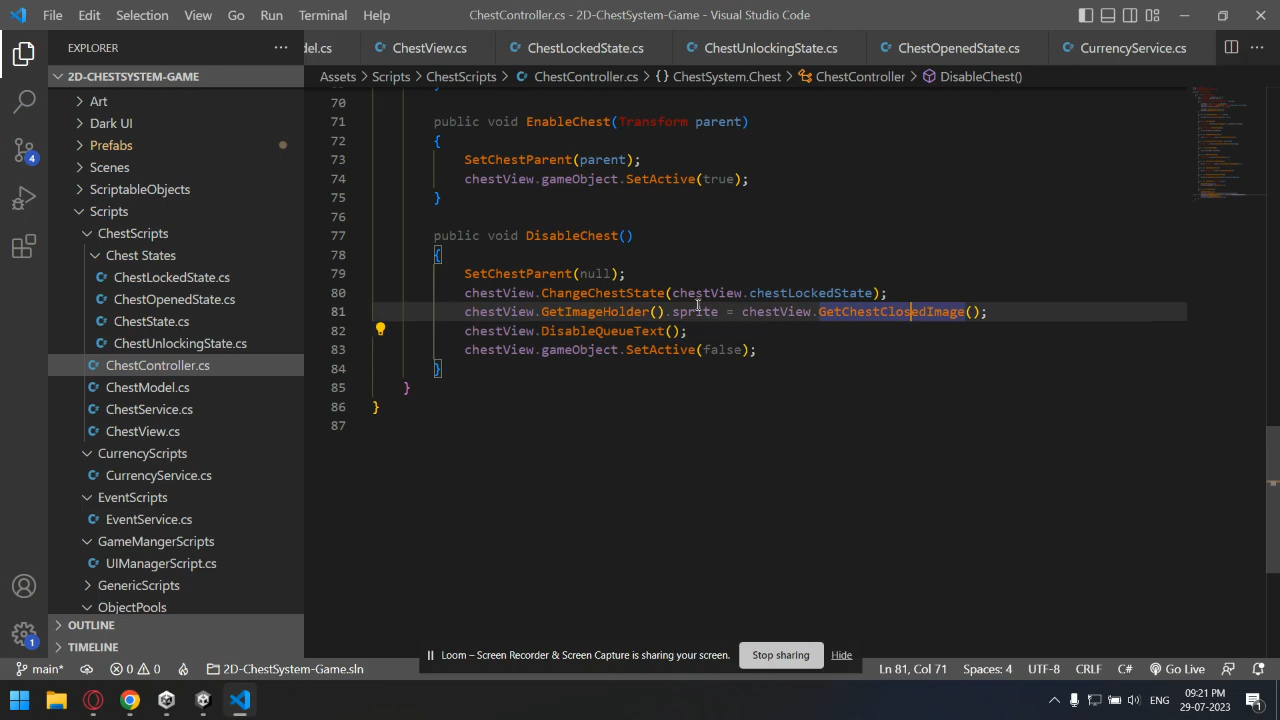 File Edit Selection View Go Run Terminal Help ChestController.cs - 2D-ChestSystem-Game - Visual Studio Code
EXPLORER
del.cs ChestView.cs ChestLockedState.cs ChestUnlockingState.cs ChestOpenedState.cs CurrencyService.cs
Assets Scripts ChestScripts ChestController.cs ChestSystem.Chest ChestController DisableChest()
2D-CHESTSYSTEM-GAME
Art
Dark UI
Prefabs
Scenes
ScriptableObjects
Scripts
ChestScripts
Chest States
ChestLockedState.cs
ChestOpenedState.cs
ChestState.cs
ChestUnlockingState.cs
ChestController.cs
ChestModel.cs
ChestService.cs
ChestView.cs
CurrencyScripts
CurrencyService.cs
EventScripts
EventService.cs
GameMangerScripts
UIManagerScript.cs
GenericScripts
ObjectPools
OUTLINE
TIMELINE
4
1
70
71 public void EnableChest(Transform parent)
72 {
73 SetChestParent(parent);
74 chestView.gameObject.SetActive(true);
75 }
76
77 public void DisableChest()
78 {
79 SetChestParent(null);
80 chestView.ChangeChestState(chestView.chestLockedState);
81 chestView.GetImageHolder().sprite = chestView.GetChestClosedImage();
82 chestView.DisableQueueText();
83 chestView.gameObject.SetActive(false);
84 }
85 }
86 }
87
Loom – Screen Recorder & Screen Capture is sharing your screen. Stop sharing Hide
main* 0 0 2D-ChestSystem-Game.sln Ln 81, Col 71 Spaces: 4 UTF-8 CRLF C# Go Live
ENG 09:21 PM
29-07-2023
1